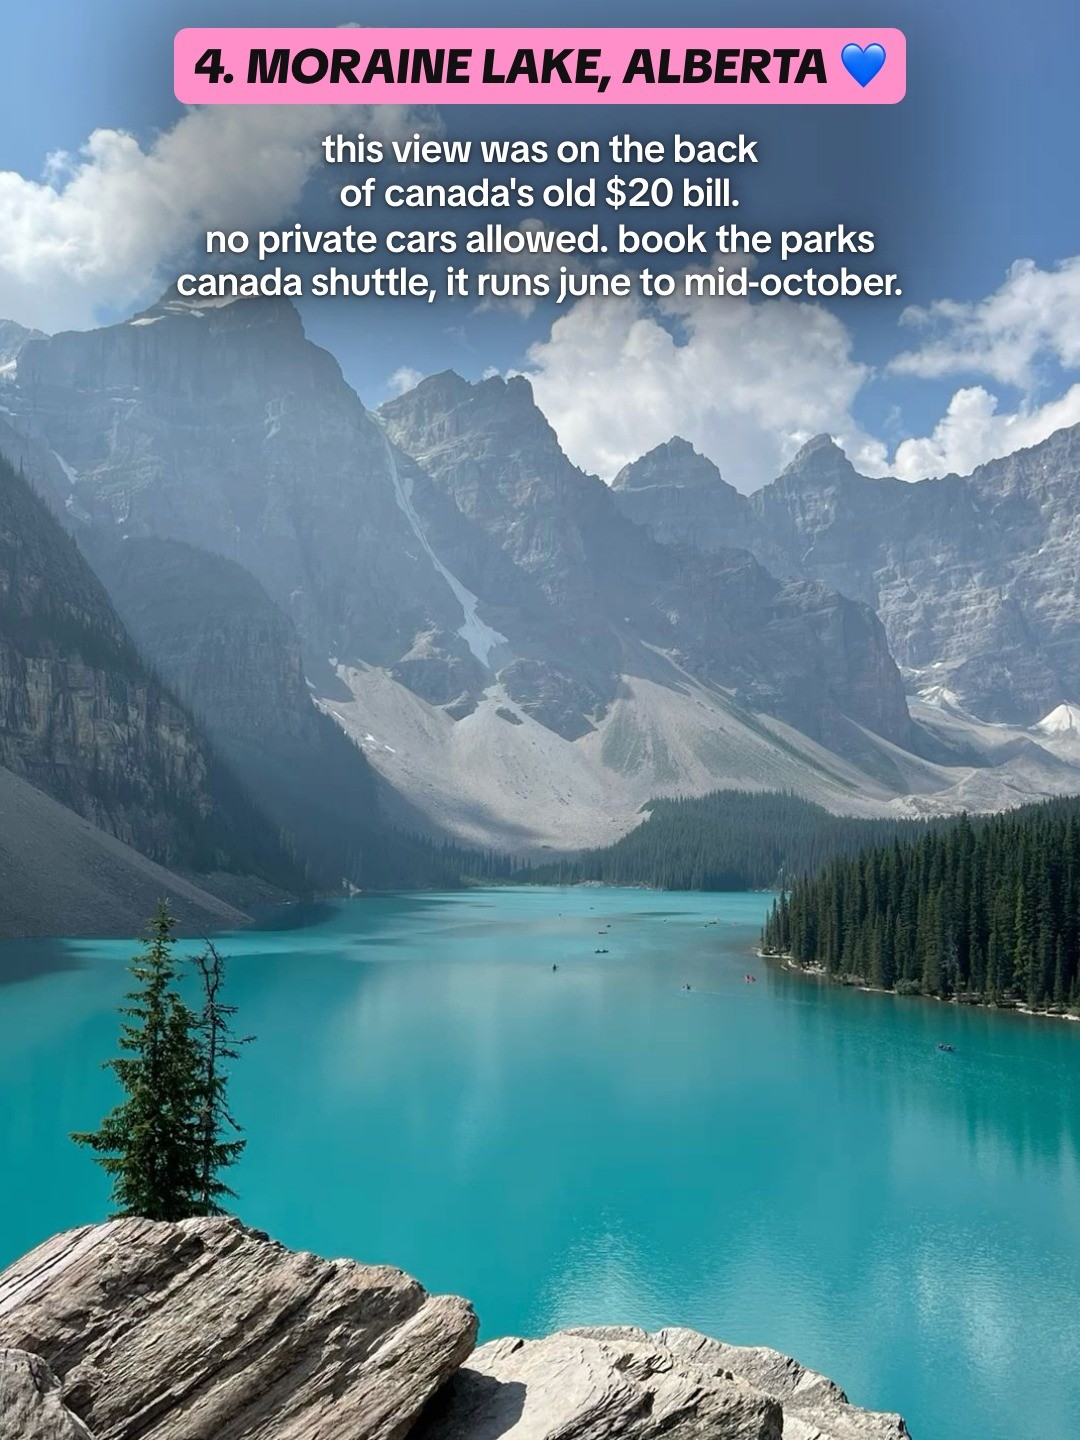 4. MORAINE LAKE, ALBERTA 💙
this view was on the back
of canada's old $20 bill.
no private cars allowed. book the parks
canada shuttle, it runs june to mid-october.